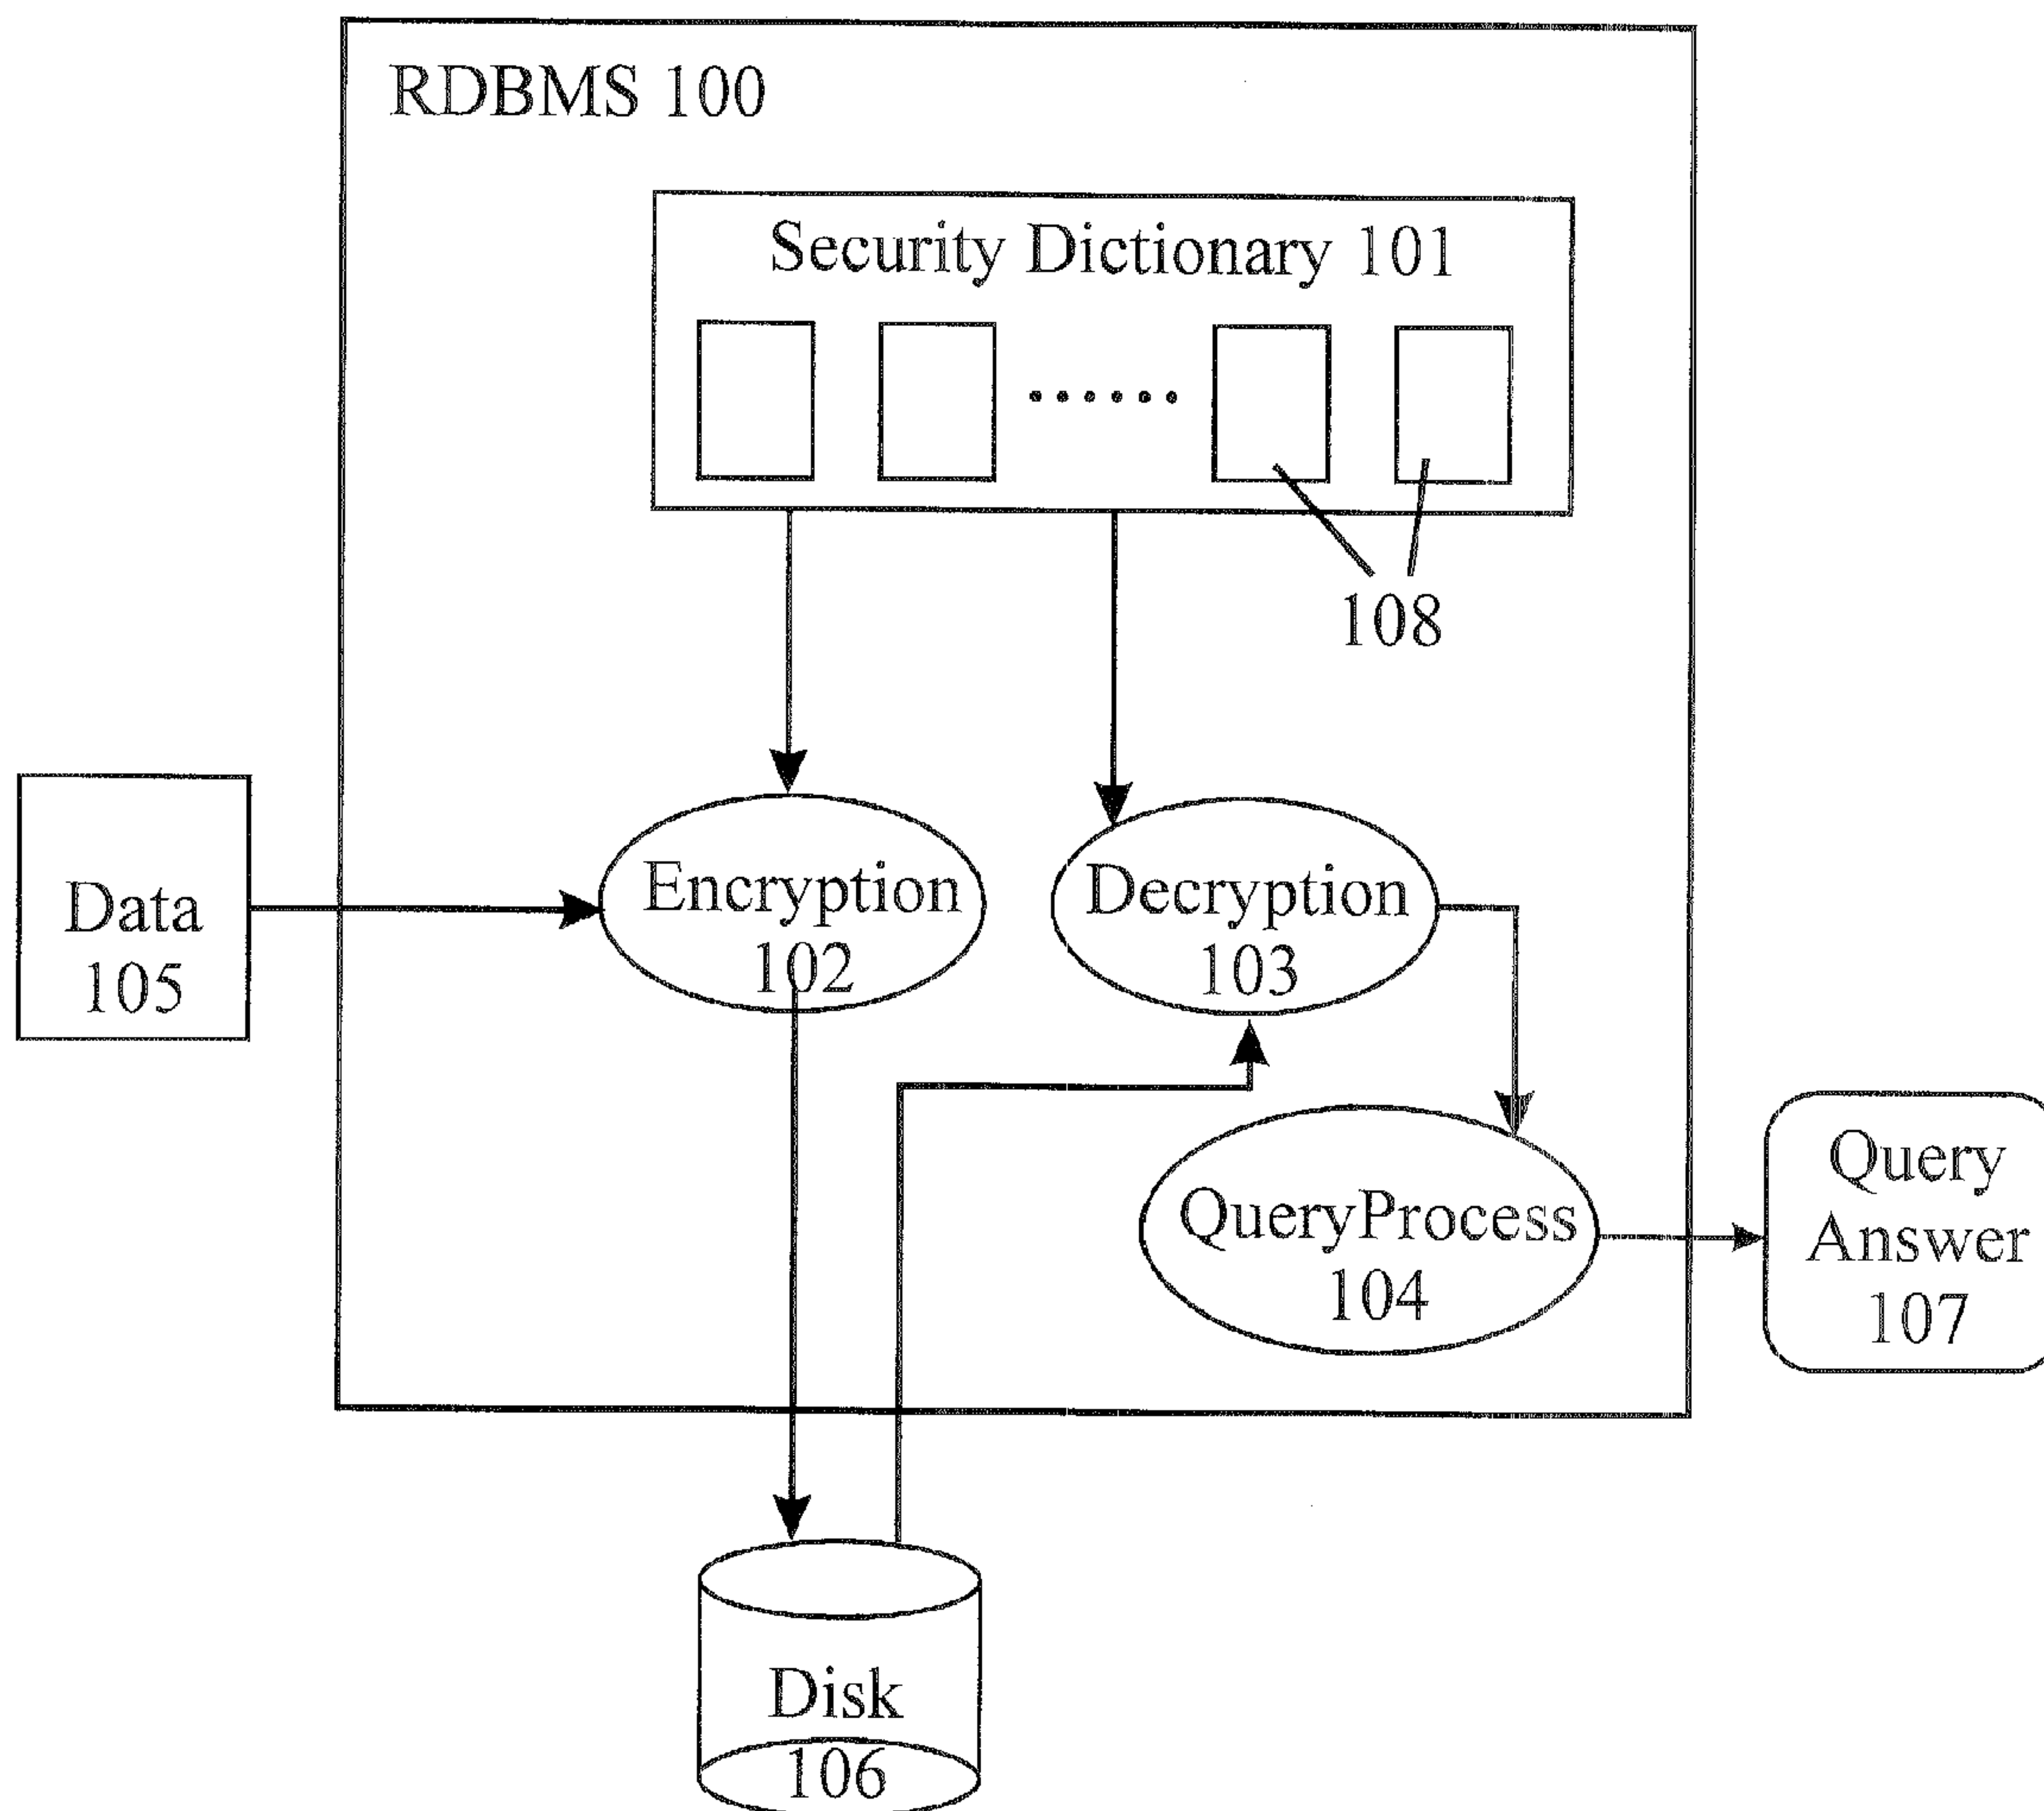 RDBMS 100
Security Dictionary 101
108
Data
105
Encryption
102
Decryption
103
QueryProcess
104
Query
Answer
107
Disk
106